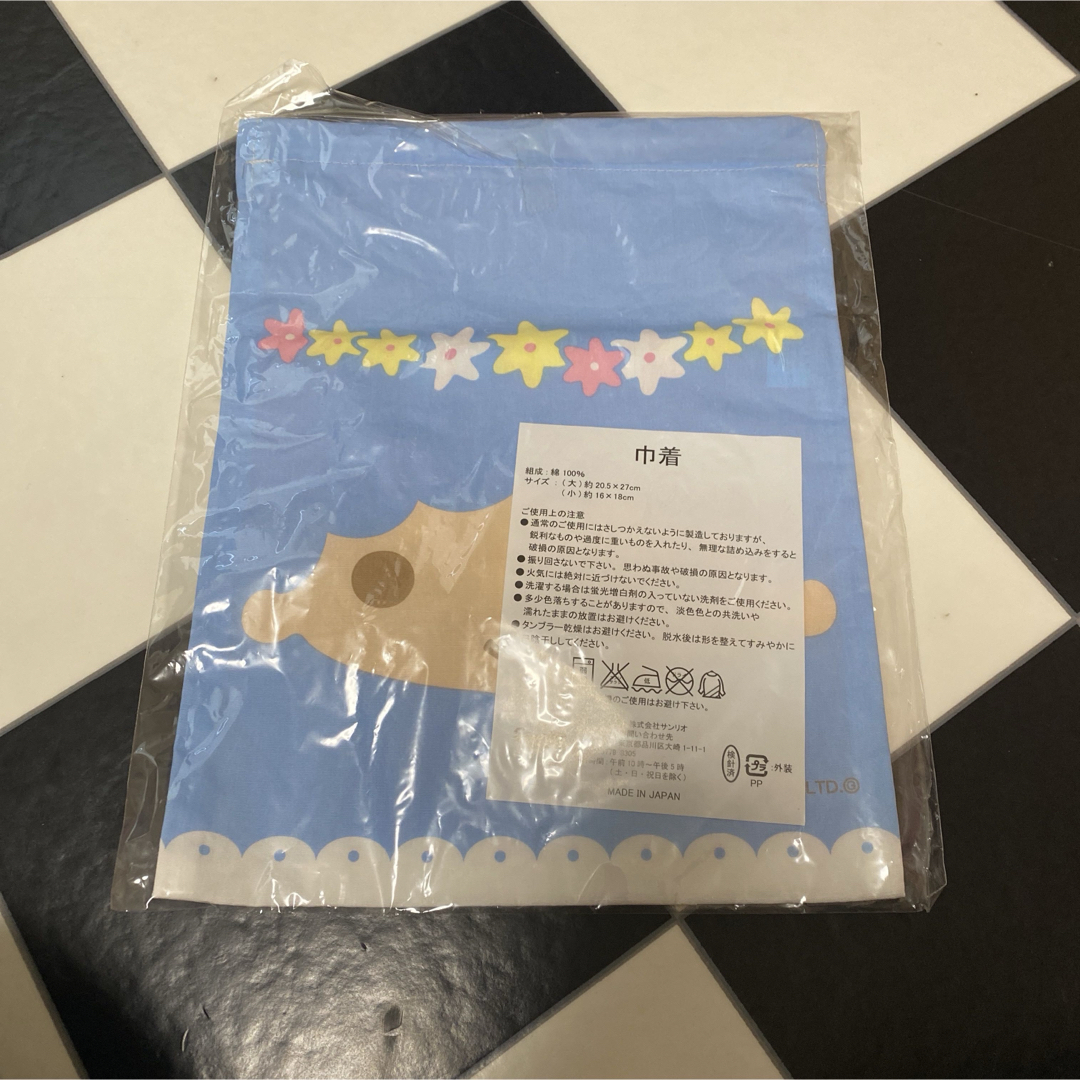 巾着
組成:綿 100%
サイズ :(大)約 20.5×27cm
(小)約 16×18cm
ご使用上の注意
●通常のご使用にはさしつかえないように製造しておりますが、
鋭利なものや過度に重いものを入れたり、無理な詰め込みをすると
破損の原因となります。
●振り回さないで下さい。思わぬ事故や破損の原因となります。
●火気には絶対に近づけないでください。
●洗濯する場合は蛍光増白剤の入っていない洗剤をご使用ください。
●多少色落ちすることがありますので、淡色色との共洗いや
濡れたままの放置はお避けください。
●タンブラー乾燥はお避けください。脱水後は形を整えてすみやかに
干ししてください。
のご使用はお避け下さい。
株式会社サンリオ
問い合わせ先
都品川区大崎 1-11-1
午前10時〜午後5時
(土・日・祝日を除く)
検針済
プラ
:外装
PP
MADE IN JAPAN
LTD.Ⓖ